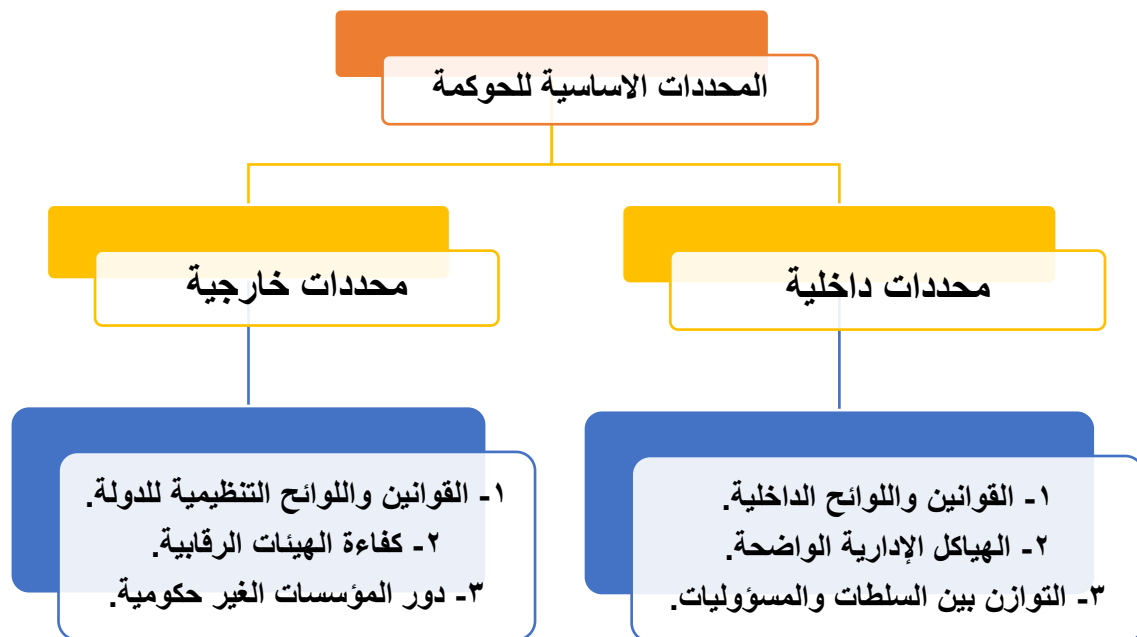 المحددات الاساسية للحوكمة
محددات داخلية
١- القوانين واللوائح الداخلية.
٢- الهياكل الإدارية الواضحة.
٣- التوازن بين السلطات والمسؤوليات.
محددات خارجية
١- القوانين واللوائح التنظيمية للدولة.
٢- كفاءة الهيئات الرقابية.
٣- دور المؤسسات الغير حكومية.